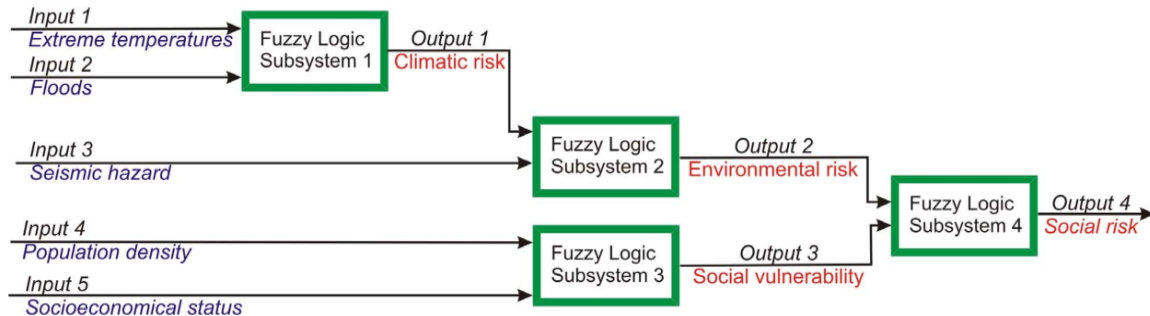 Input 1
Extreme temperatures
Input 2
Floods
Fuzzy Logic
Subsystem 1
Output 1
Climatic risk
Input 3
Seismic hazard
Fuzzy Logic
Subsystem 2
Output 2
Environmental risk
Input 4
Population density
Input 5
Socioeconomical status
Fuzzy Logic
Subsystem 3
Output 3
Social vulnerability
Fuzzy Logic
Subsystem 4
Output 4
Social risk